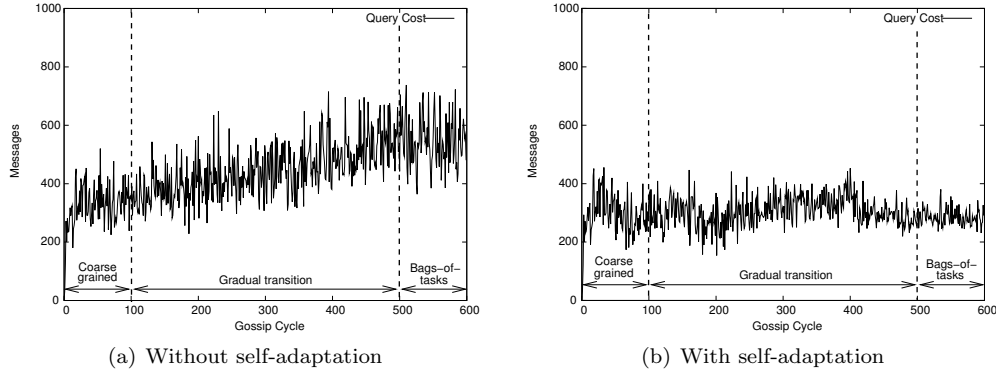 1000
800
600
400
200
0
0 100 200 300 400 500 600
Messages
Gossip Cycle
Query Cost
Coarse
grained
Gradual transition
Bags-of-
tasks
(a) Without self-adaptation
1000
800
600
400
200
0
0 100 200 300 400 500 600
Messages
Gossip Cycle
Query Cost
Coarse
grained
Gradual transition
Bags-of-
tasks
(b) With self-adaptation